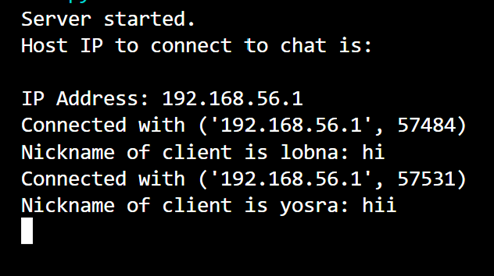 Server started.
Host IP to connect to chat is:
IP Address: 192.168.56.1
Connected with ('192.168.56.1', 57484)
Nickname of client is lobna: hi
Connected with ('192.168.56.1', 57531)
Nickname of client is yosra: hii